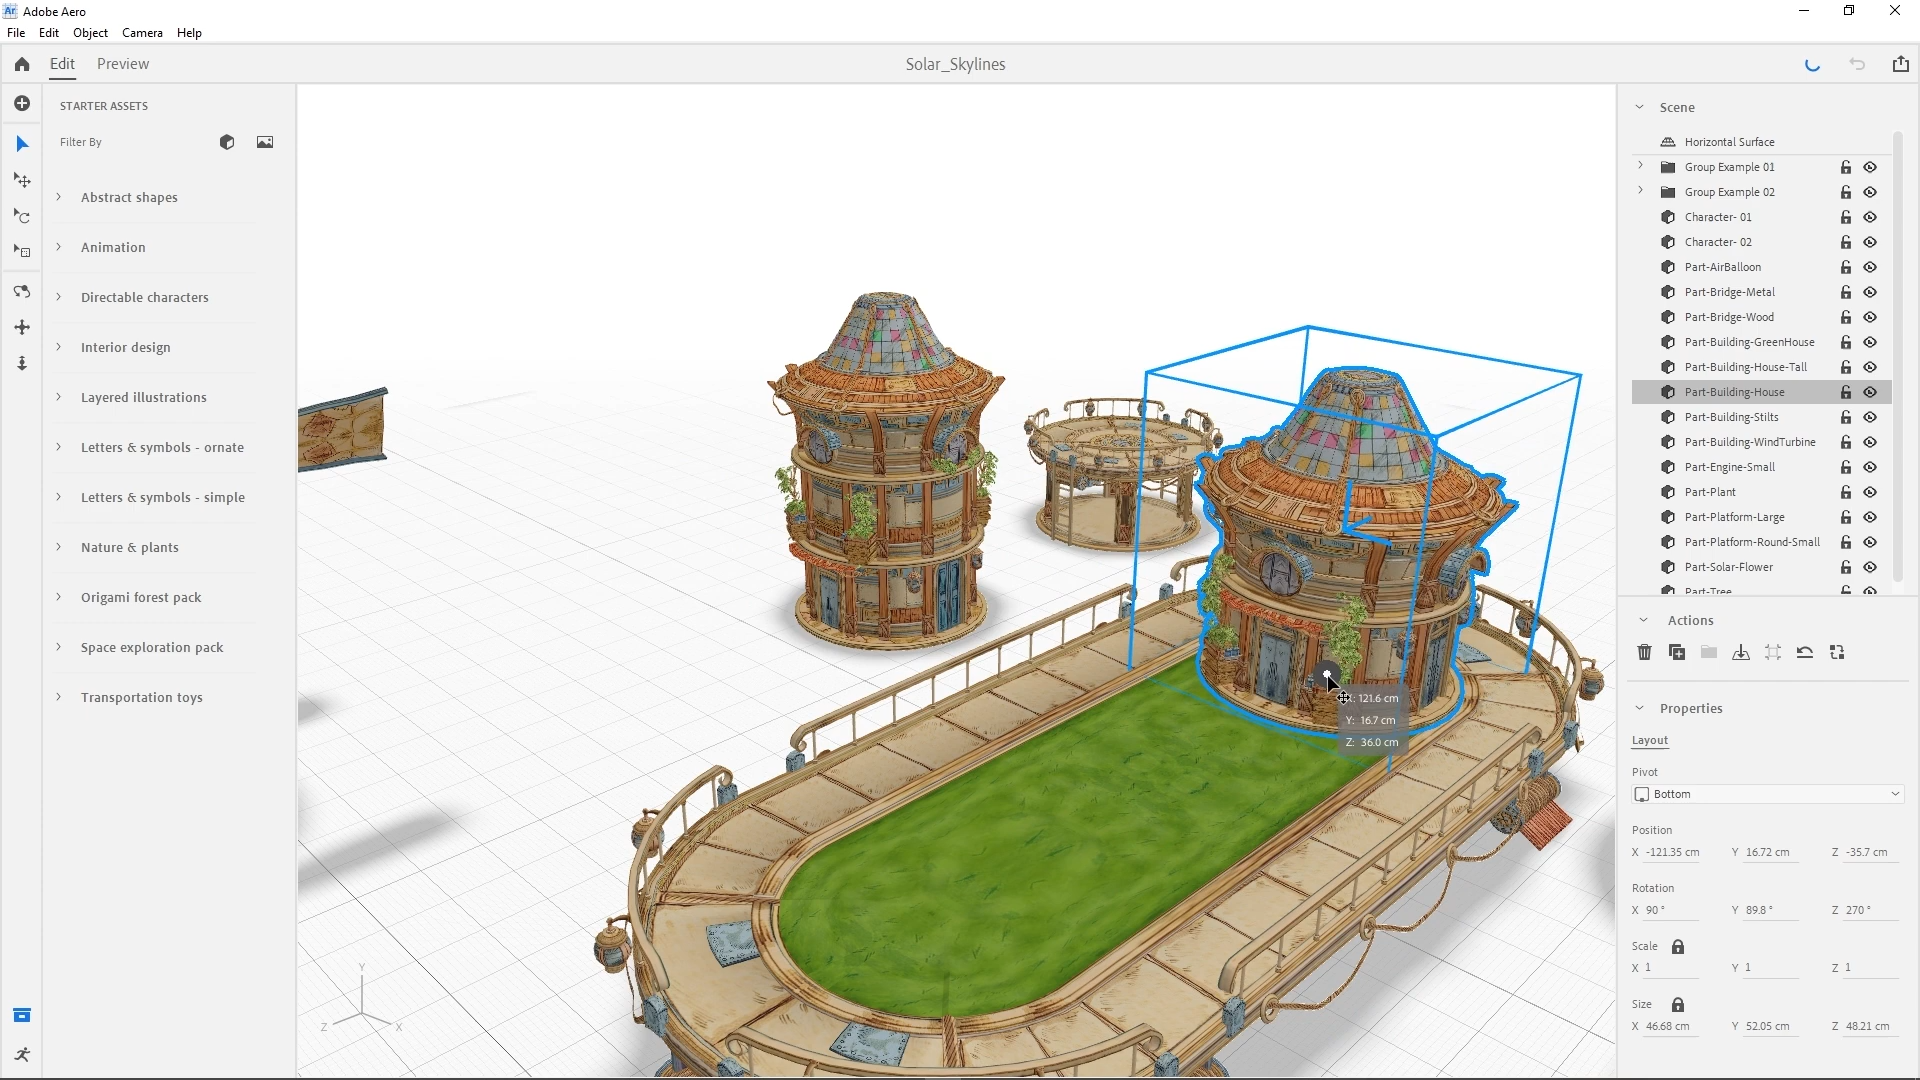 Ar Adobe Aero
File Edit Object Camera Help
Edit Preview
Solar_Skylines
STARTER ASSETS
Filter By
Abstract shapes
Animation
Directable characters
Interior design
Layered illustrations
Letters & symbols - ornate
Letters & symbols - simple
Nature & plants
Origami forest pack
Space exploration pack
Transportation toys
X: 121.6 cm
Y: 16.7 cm
Z: 36.0 cm
Y
Z X
Scene
Horizontal Surface
Group Example 01
Group Example 02
Character- 01
Character- 02
Part-AirBalloon
Part-Bridge-Metal
Part-Bridge-Wood
Part-Building-GreenHouse
Part-Building-House-Tall
Part-Building-House
Part-Building-Stilts
Part-Building-WindTurbine
Part-Engine-Small
Part-Plant
Part-Platform-Large
Part-Platform-Round-Small
Part-Solar-Flower
Part-Tree
Actions
Properties
Layout
Pivot
Bottom
Position
X -121.35 cm Y 16.72 cm Z -35.7 cm
Rotation
X 90 ° Y 89.8 ° Z 270 °
Scale
X 1 Y 1 Z 1
Size
X 46.68 cm Y 52.05 cm Z 48.21 cm